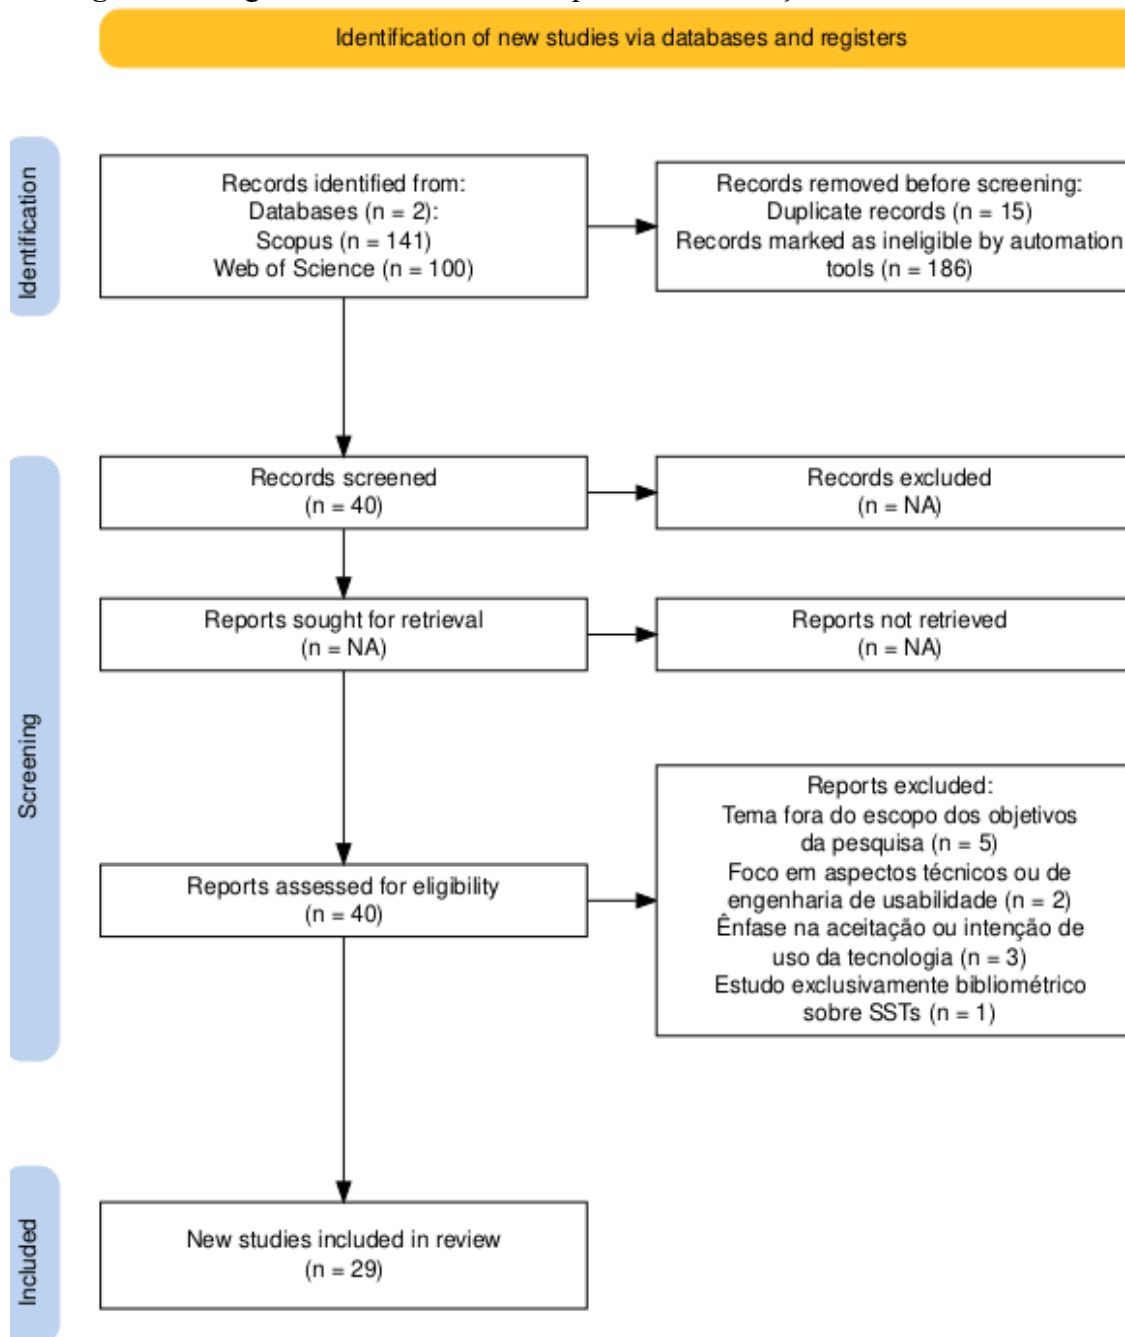 Identification of new studies via databases and registers
Identification
Records identified from:
Databases (n = 2):
Scopus (n = 141)
Web of Science (n = 100)
Records removed before screening:
Duplicate records (n = 15)
Records marked as ineligible by automation
tools (n = 186)
Screening
Records screened
(n = 40)
Records excluded
(n = NA)
Reports sought for retrieval
(n = NA)
Reports not retrieved
(n = NA)
Reports assessed for eligibility
(n = 40)
Reports excluded:
Tema fora do escopo dos objetivos
da pesquisa (n = 5)
Foco em aspectos técnicos ou de
engenharia de usabilidade (n = 2)
Ênfase na aceitação ou intenção de
uso da tecnologia (n = 3)
Estudo exclusivamente bibliométrico
sobre SSTs (n = 1)
Included
New studies included in review
(n = 29)